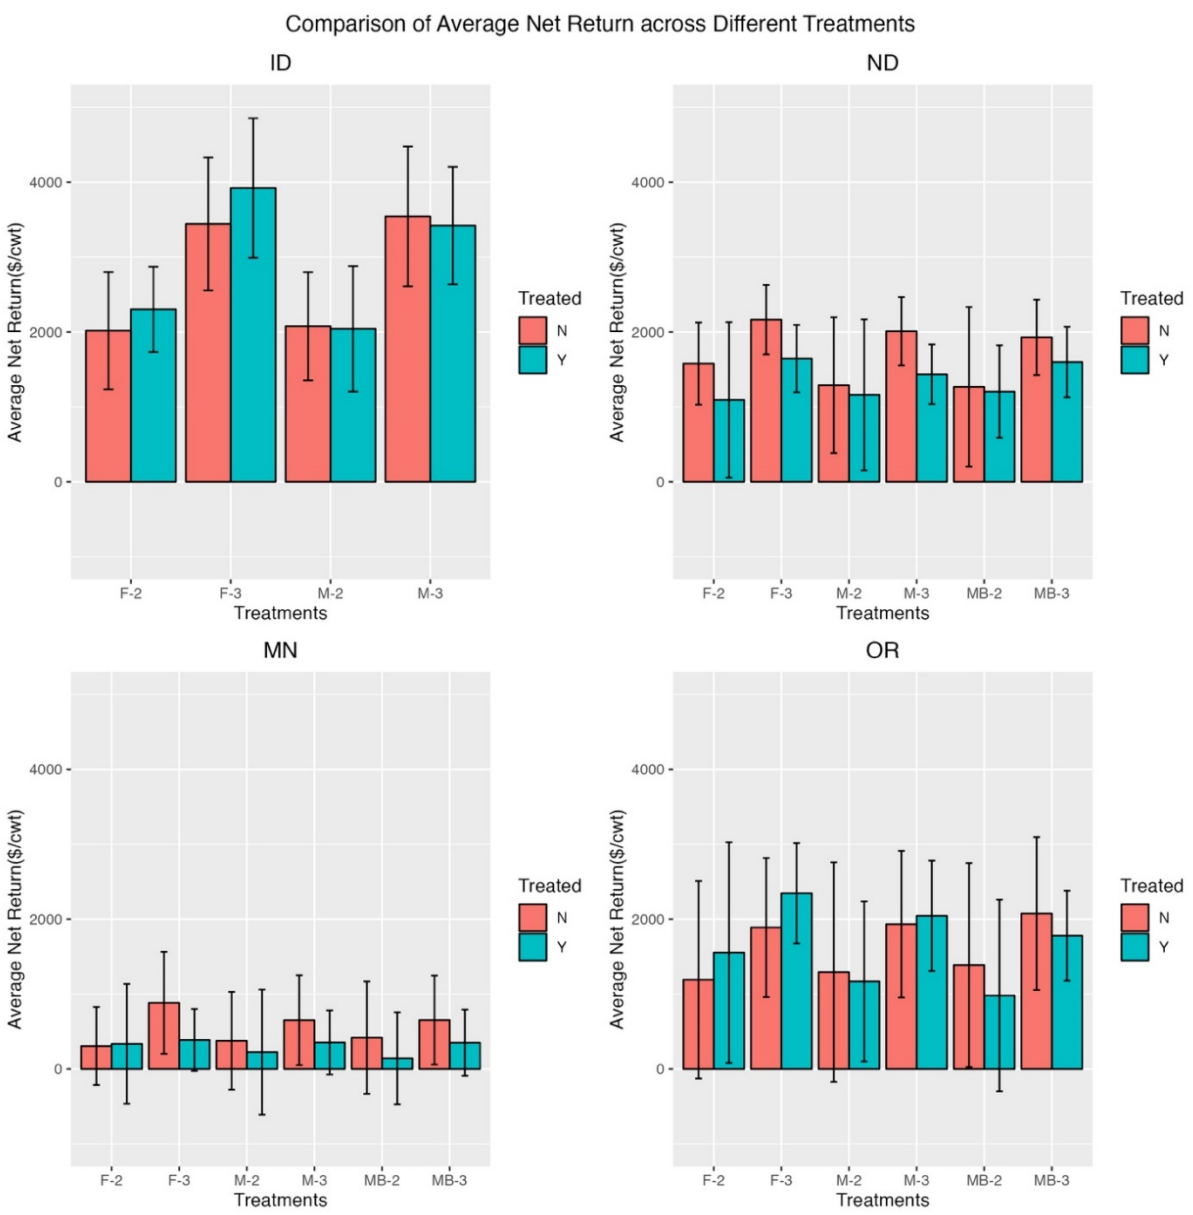 Comparison of Average Net Return across Different Treatments
ID
Average Net Return($/cwt)
4000
2000
0
F-2 F-3 M-2 M-3
Treatments
Treated
N
Y
ND
Average Net Return($/cwt)
4000
2000
0
F-2 F-3 M-2 M-3 MB-2 MB-3
Treatments
Treated
N
Y
MN
Average Net Return($/cwt)
4000
2000
0
F-2 F-3 M-2 M-3 MB-2 MB-3
Treatments
Treated
N
Y
OR
Average Net Return($/cwt)
4000
2000
0
F-2 F-3 M-2 M-3 MB-2 MB-3
Treatments
Treated
N
Y